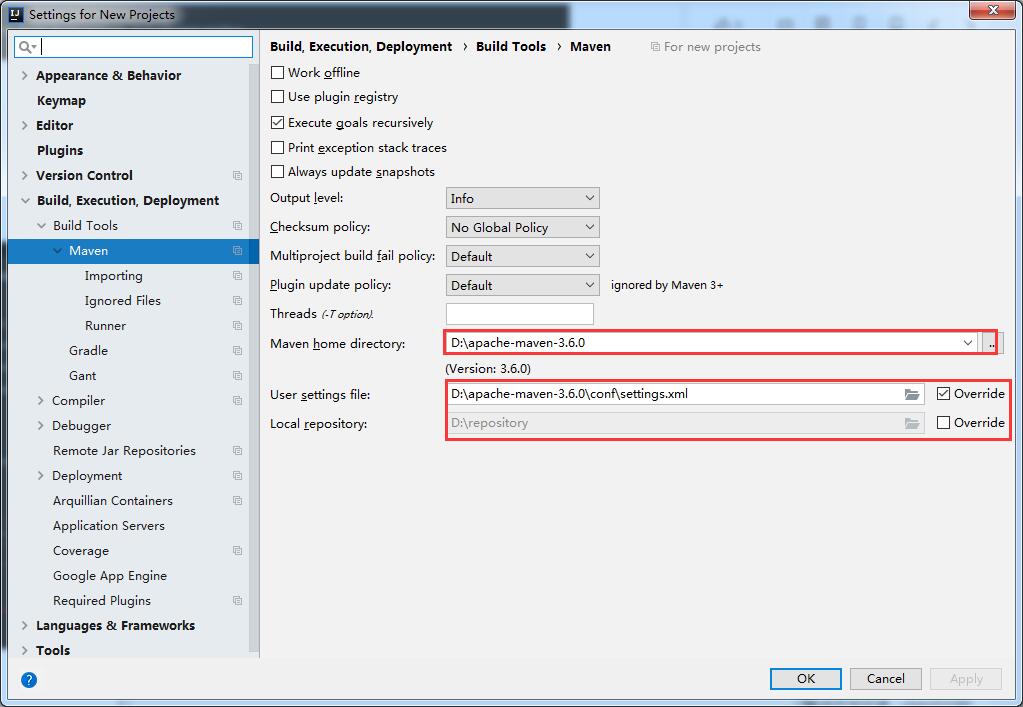 IJ Settings for New Projects
Appearance & Behavior
Keymap
Editor
Plugins
Version Control
Build, Execution, Deployment
Build Tools
Maven
Importing
Ignored Files
Runner
Gradle
Gant
Compiler
Debugger
Remote Jar Repositories
Deployment
Arquillian Containers
Application Servers
Coverage
Google App Engine
Required Plugins
Languages & Frameworks
Tools
Build, Execution, Deployment › Build Tools › Maven For new projects
Work offline
Use plugin registry
Execute goals recursively
Print exception stack traces
Always update snapshots
Output level: Info
Checksum policy: No Global Policy
Multiproject build fail policy: Default
Plugin update policy: Default ignored by Maven 3+
Threads (-T option).
Maven home directory: D:\apache-maven-3.6.0 ..
(Version: 3.6.0)
User settings file: D:\apache-maven-3.6.0\conf\settings.xml Override
Local repository: D:\repository Override
? OK Cancel Apply